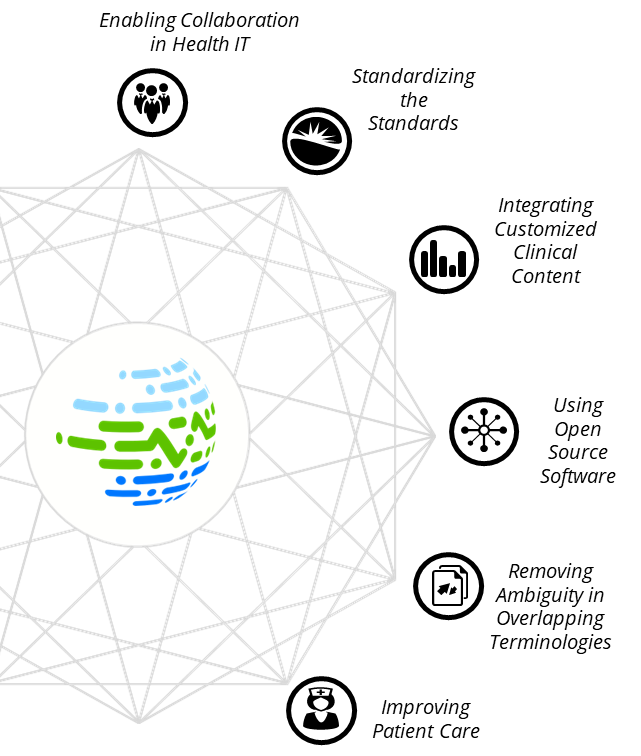 Enabling Collaboration
in Health IT
Standardizing
the
Standards
Integrating
Customized
Clinical
Content
Using
Open
Source
Software
Removing
Ambiguity in
Overlapping
Terminologies
Improving
Patient Care